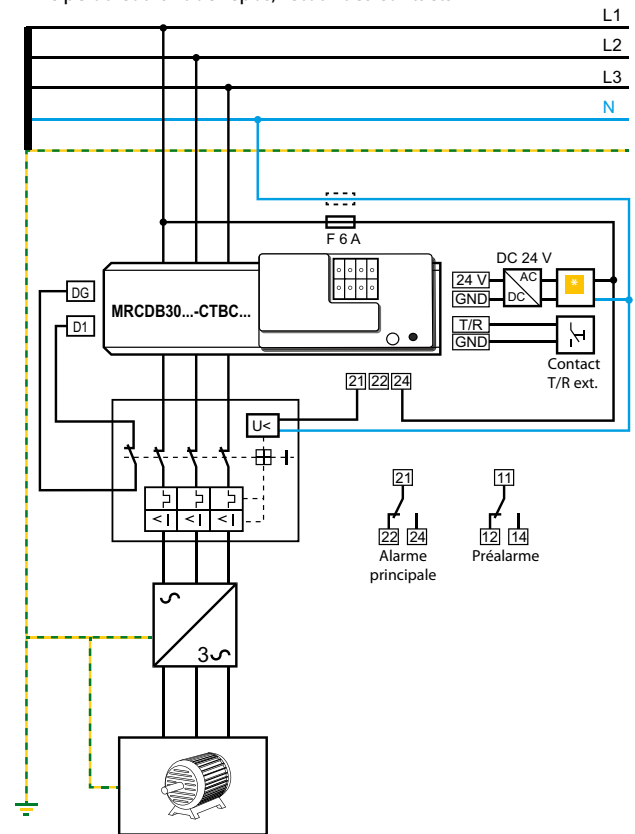 L1
L2
L3
N
F 6 A
DC 24 V
24 V
AC
DC
*
GND
DG
MRCDB30...-CTBC...
D1
T/R
GND
Contact
T/R ext.
21 22 24
U<
< I < I < I
21
11
22 24
12 14
Alarme
principale
Préalarme
3